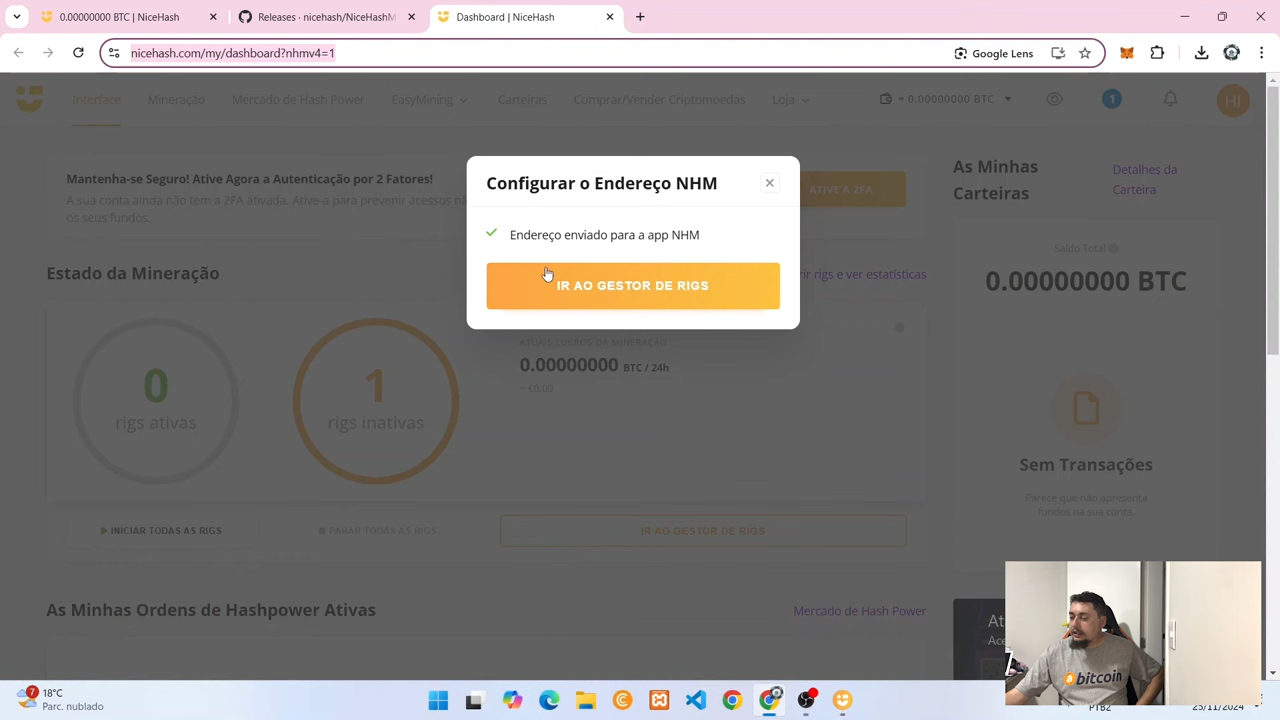 0.00000000 BTC | NiceHash
Releases · nicehash/NiceHashM
Dashboard | NiceHash
nicehash.com/my/dashboard?nhmv4=1
Google Lens
Interface
Mineração
Mercado de Hash Power
EasyMining
Carteiras
Comprar/Vender Criptomoedas
Loja
≈ 0.00000000 BTC
1
HI
Mantenha-se Seguro! Ative Agora a Autenticação por 2 Fatores!
A sua conta ainda não tem a 2FA ativada. Ative-a para prevenir acessos nã
os seus fundos.
ATIVE A 2FA
Configurar o Endereço NHM
Endereço enviado para a app NHM
IR AO GESTOR DE RIGS
As Minhas
Carteiras
Detalhes da
Carteira
Saldo Total
0.00000000 BTC
Estado da Mineração
rir rigs e ver estatísticas
0
rigs ativas
1
rigs inativas
ATUAIS LUCROS DA MINERAÇÃO
0.00000000 BTC / 24h
≈ €0,00
Sem Transações
Parece que não apresenta
fundos na sua conta.
INICIAR TODAS AS RIGS
PARAR TODAS AS RIGS
IR AO GESTOR DE RIGS
As Minhas Ordens de Hashpower Ativas
Mercado de Hash Power
At
Ace
bitcoin
7
18°C
Parc. nublado
PTB2
25/11/2024